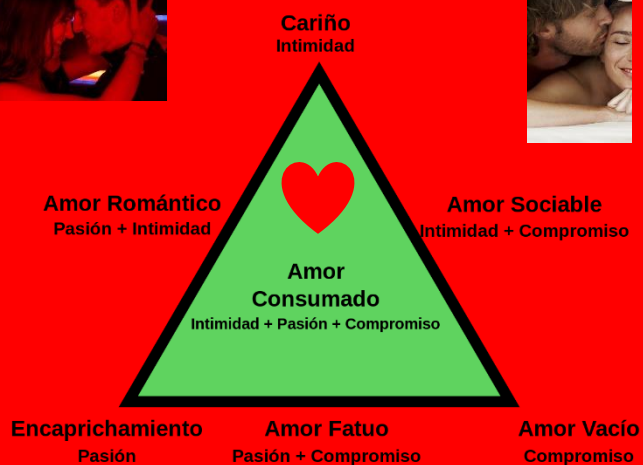 Cariño
Intimidad
Amor Romántico
Pasión + Intimidad
Amor Sociable
Intimidad + Compromiso
Amor
Consumado
Intimidad + Pasión + Compromiso
Encaprichamiento
Pasión
Amor Fatuo
Pasión + Compromiso
Amor Vacío
Compromiso